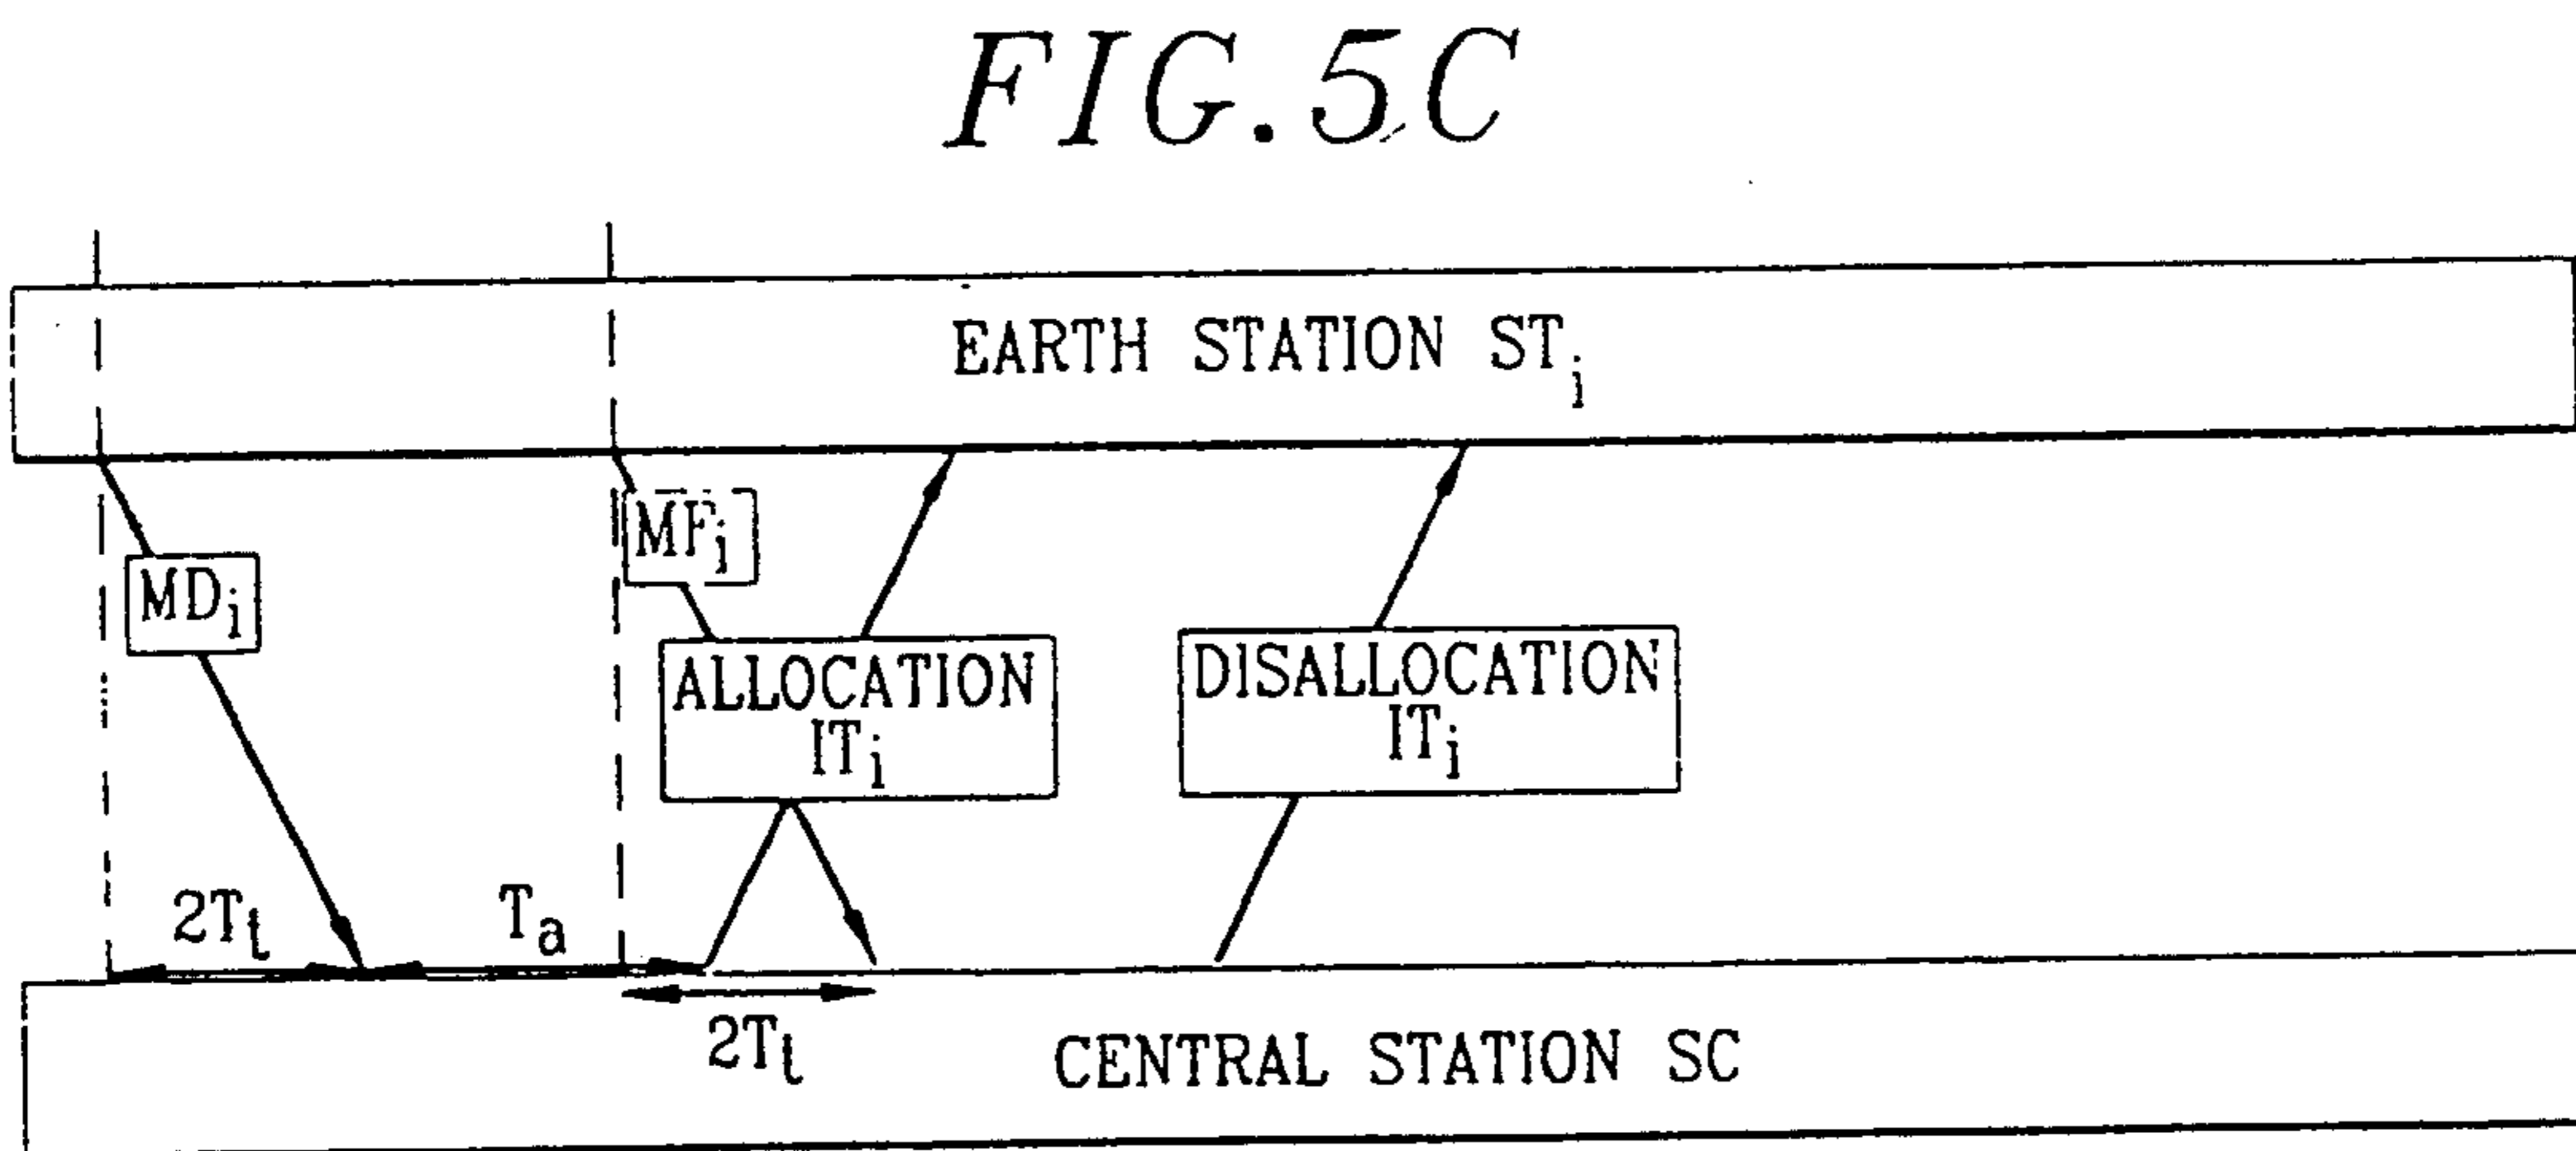 FIG. 5C
EARTH STATION STi
MFi
MDi
ALLOCATION
ITi
DISALLOCATION
ITi
2Tt
Ta
2Tt
CENTRAL STATION SC